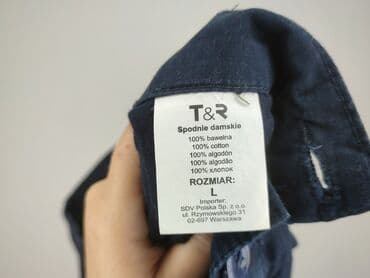 T&R
Spodnie damskie
100% bawełna
100% cotton
100% algodón
100% algodão
100% хлопок
ROZMIAR:
L
Importer:
SDV Polska Sp. z o.o.
ul. Rzymowskiego 31
02-697 Warszawa